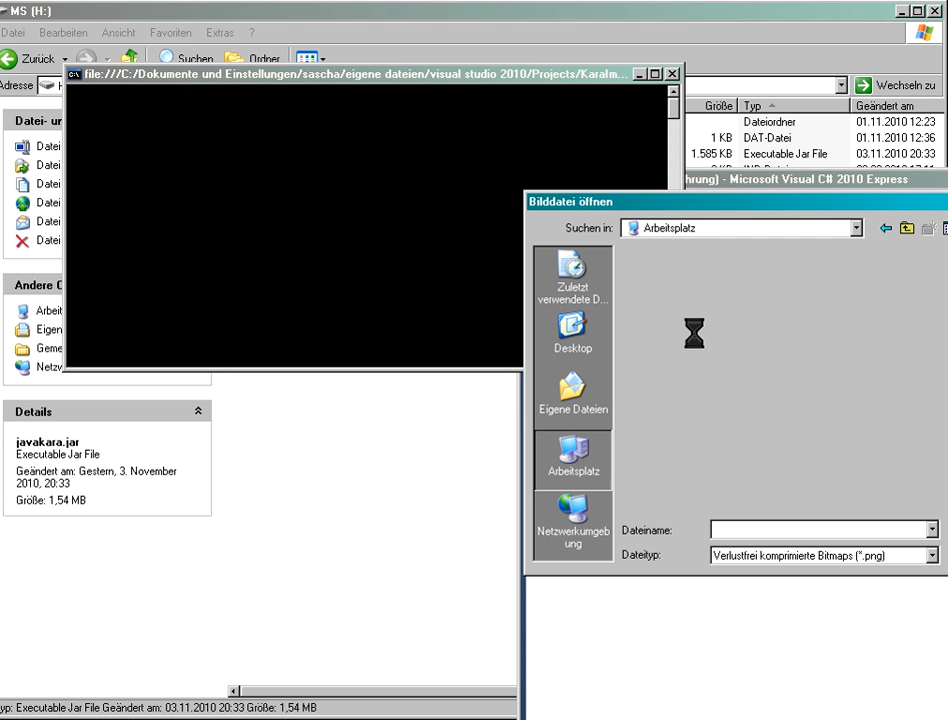 MS (H:)
Datei Bearbeiten Ansicht Favoriten Extras ?
Zurück Suchen Ordner
Adresse Wechseln zu
file:///C:/Dokumente und Einstellungen/sascha/eigene dateien/visual studio 2010/Projects/KaraIm...
Größe Typ Geändert am
Dateiordner 01.11.2010 12:23
1 KB DAT-Datei 01.11.2010 12:36
1.585 KB Executable Jar File 03.11.2010 20:33
hrung) - Microsoft Visual C# 2010 Express
Datei- ur
Datei
Datei
Datei
Datei
Datei
Datei
Andere O
Arbeit
Eigen
Geme
Netzw
Details
javakara.jar
Executable Jar File
Geändert am: Gestern, 3. November
2010, 20:33
Größe: 1,54 MB
Bilddatei öffnen
Suchen in: Arbeitsplatz
Zuletzt
verwendete D...
Desktop
Eigene Dateien
Arbeitsplatz
Netzwerkumgeb
ung
Dateiname:
Dateityp: Verlustfrei komprimierte Bitmaps (*.png)
yp: Executable Jar File Geändert am: 03.11.2010 20:33 Größe: 1,54 MB